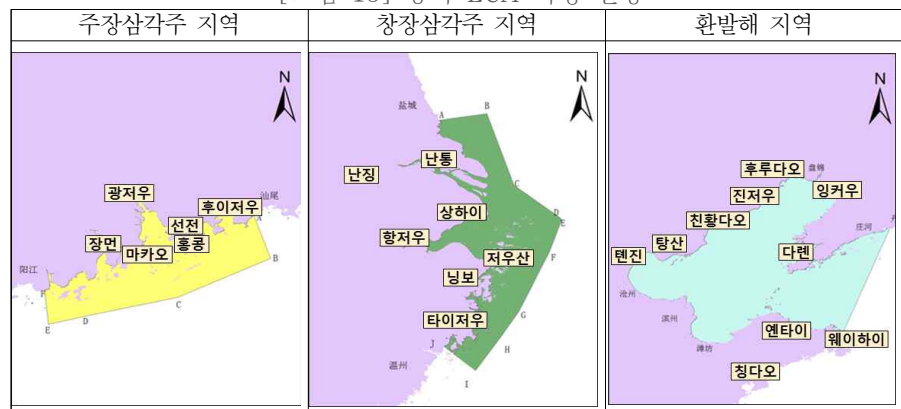 주장삼각주 지역
창장삼각주 지역
환발해 지역
N
광저우
후이저우
선전
홍콩
장먼
마카오
汕尾
阳江
A
B
C
D
E
F
N
盐城
A
B
난통
난징
C
상하이
D
E
항저우
저우산
F
닝보
타이저우
G
J
H
温州
I
N
후루다오
盘锦
진저우
잉커우
친황다오
庄河
탕산
다롄
톈진
沧州
滨州
옌타이
웨이하이
潍坊
칭다오